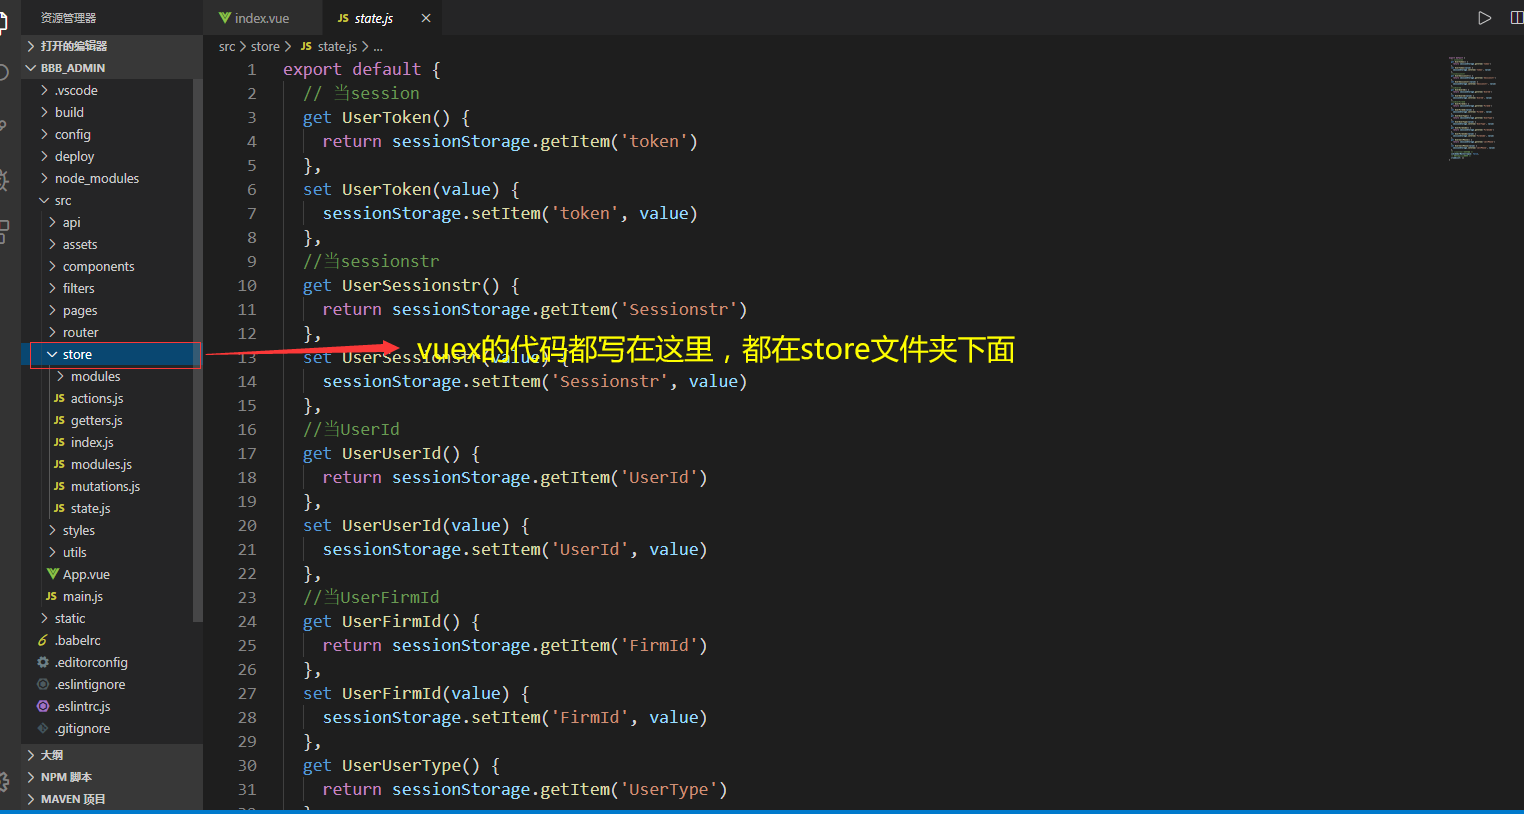 资源管理器
index.vue
JS state.js ×
打开的编辑器
src > store > JS state.js > ...
BBB_ADMIN
.vscode
build
config
deploy
node_modules
src
api
assets
components
filters
pages
router
store
modules
JS actions.js
JS getters.js
JS index.js
JS modules.js
JS mutations.js
JS state.js
styles
utils
App.vue
JS main.js
static
.babelrc
.editorconfig
.eslintignore
.eslintrc.js
.gitignore
大纲
NPM 脚本
MAVEN 项目
1 export default {
2 // 当session
3 get UserToken() {
4 return sessionStorage.getItem('token')
5 },
6 set UserToken(value) {
7 sessionStorage.setItem('token', value)
8 },
9 //当sessionstr
10 get UserSessionstr() {
11 return sessionStorage.getItem('Sessionstr')
12 },
vuex的代码都写在这里，都在store文件夹下面
13 set UserSessionstr(value) {
14 sessionStorage.setItem('Sessionstr', value)
15 },
16 //当UserId
17 get UserUserId() {
18 return sessionStorage.getItem('UserId')
19 },
20 set UserUserId(value) {
21 sessionStorage.setItem('UserId', value)
22 },
23 //当UserFirmId
24 get UserFirmId() {
25 return sessionStorage.getItem('FirmId')
26 },
27 set UserFirmId(value) {
28 sessionStorage.setItem('FirmId', value)
29 },
30 get UserUserType() {
31 return sessionStorage.getItem('UserType')